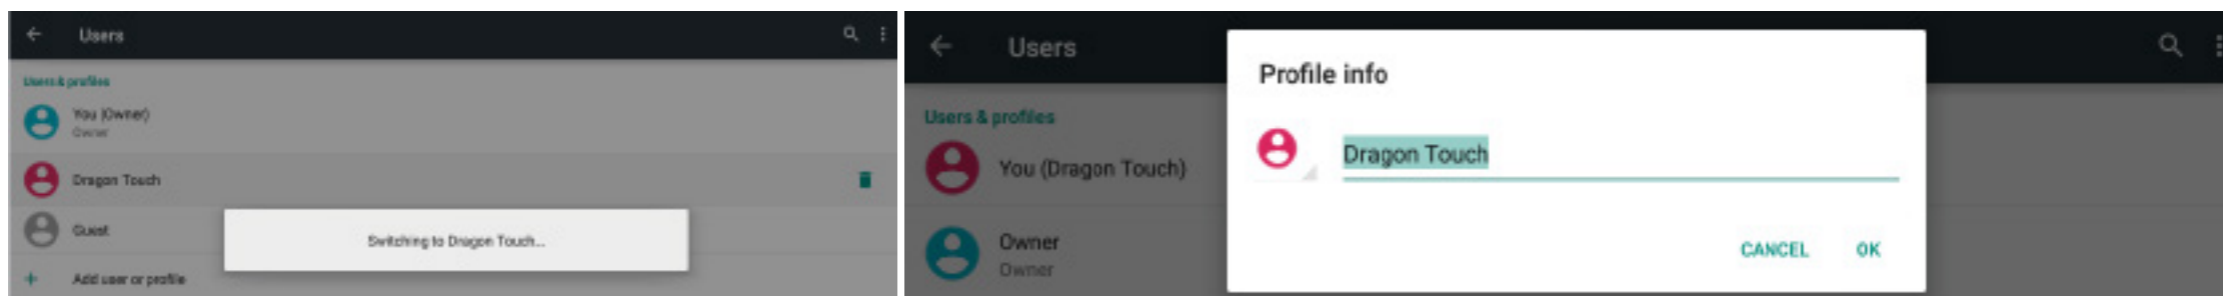 Users
Users & profiles
You (Owner)
Owner
Dragon Touch
Guest
Switching to Dragon Touch...
Add user or profile
Users
Users & profiles
You (Dragon Touch)
Owner
Owner
Profile info
Dragon Touch
CANCEL OK